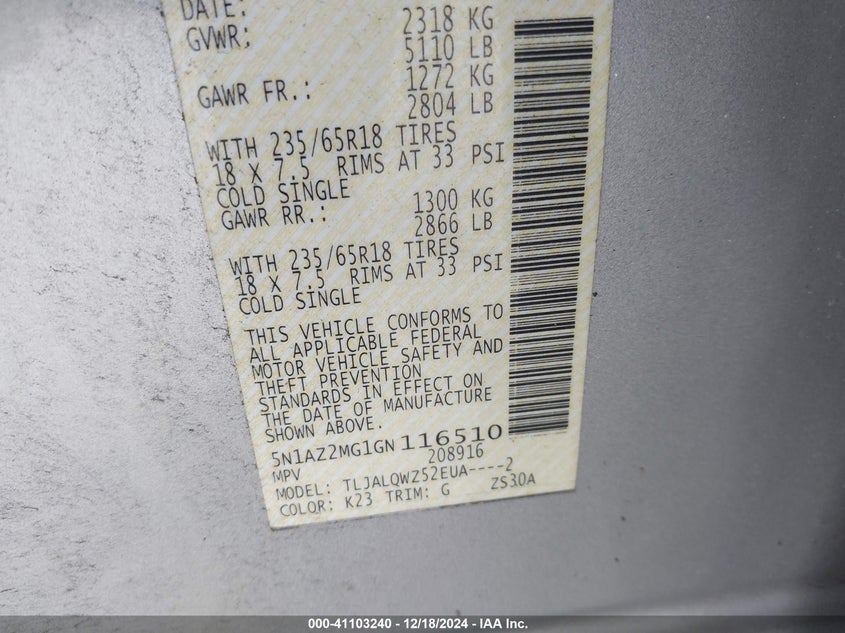 DATE:
GVWR: 2318 KG
5110 LB
GAWR FR.: 1272 KG
2804 LB
WITH 235/65R18 TIRES
18 X 7.5 RIMS AT 33 PSI
COLD SINGLE
GAWR RR.: 1300 KG
2866 LB
WITH 235/65R18 TIRES
18 X 7.5 RIMS AT 33 PSI
COLD SINGLE
THIS VEHICLE CONFORMS TO
ALL APPLICABLE FEDERAL
MOTOR VEHICLE SAFETY AND
THEFT PREVENTION
STANDARDS IN EFFECT ON
THE DATE OF MANUFACTURE
SHOWN ABOVE.
5N1AZ2MG1GN116510
MPV 208916
MODEL: TLJALQWZ52EUA----2
COLOR: K23 TRIM: G ZS30A
000-41103240 - 12/18/2024 - IAA Inc.